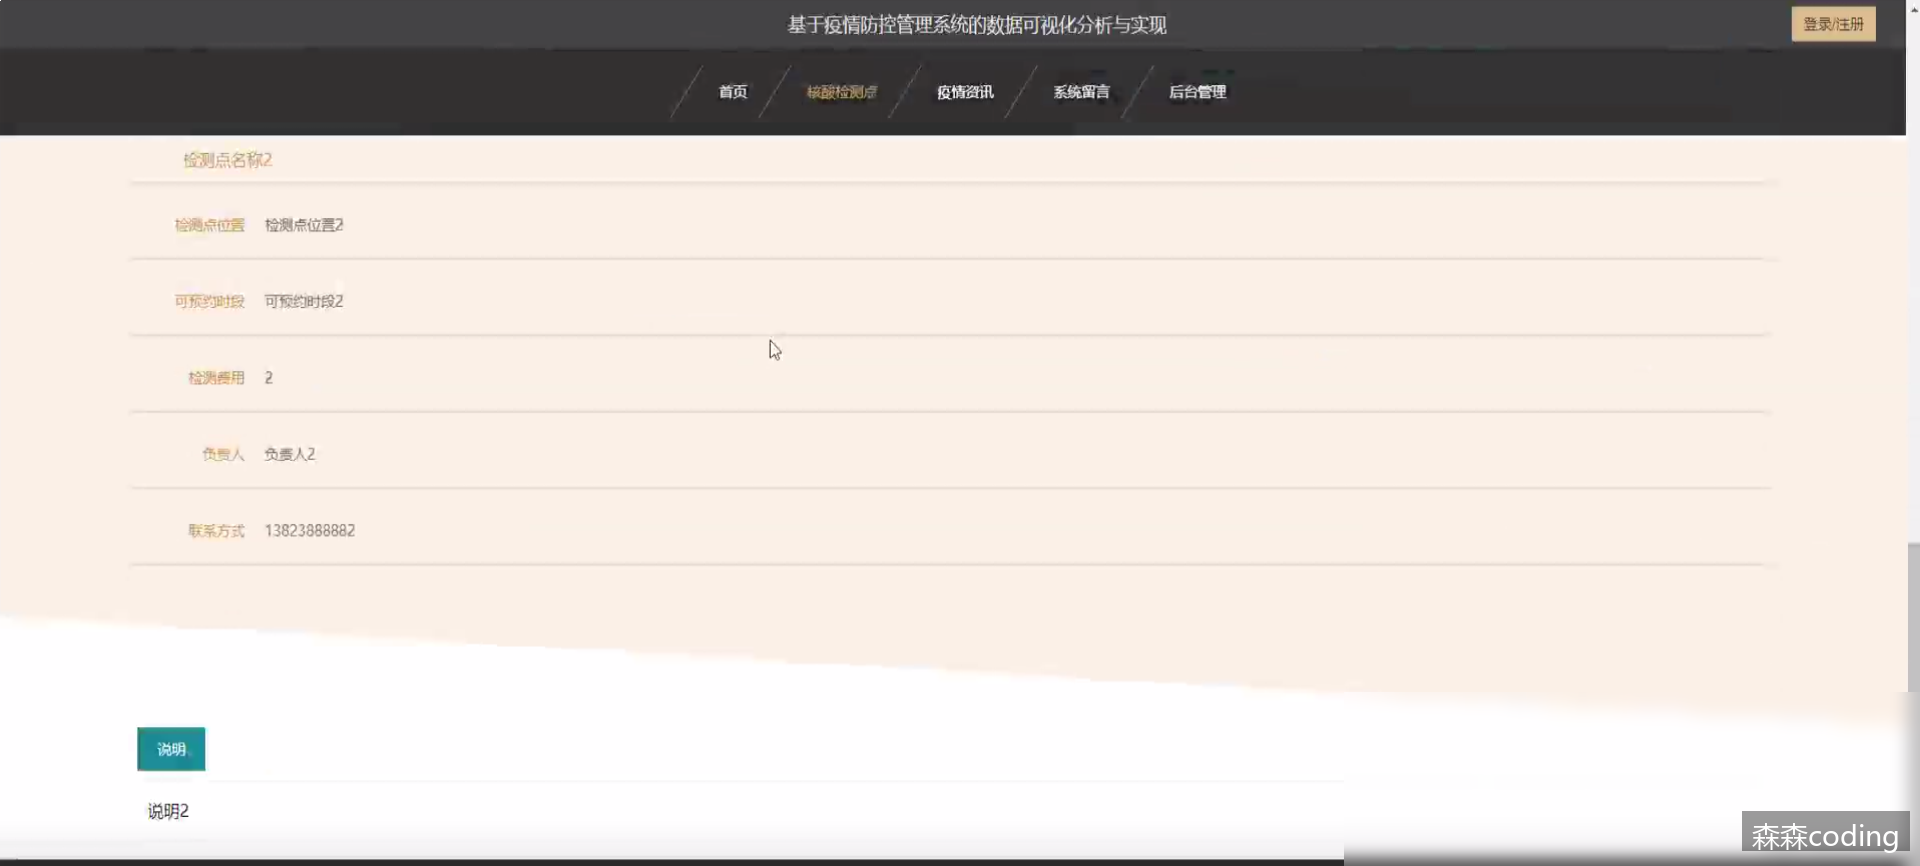 基于疫情防控管理系统的数据可视化分析与实现
登录/注册
首页 核酸检测点 疫情资讯 系统留言 后台管理
检测点名称2
检测点位置 检测点位置2
可预约时段 可预约时段2
检测费用 2
负责人 负责人2
联系方式 13823888882
说明
说明2
森森coding